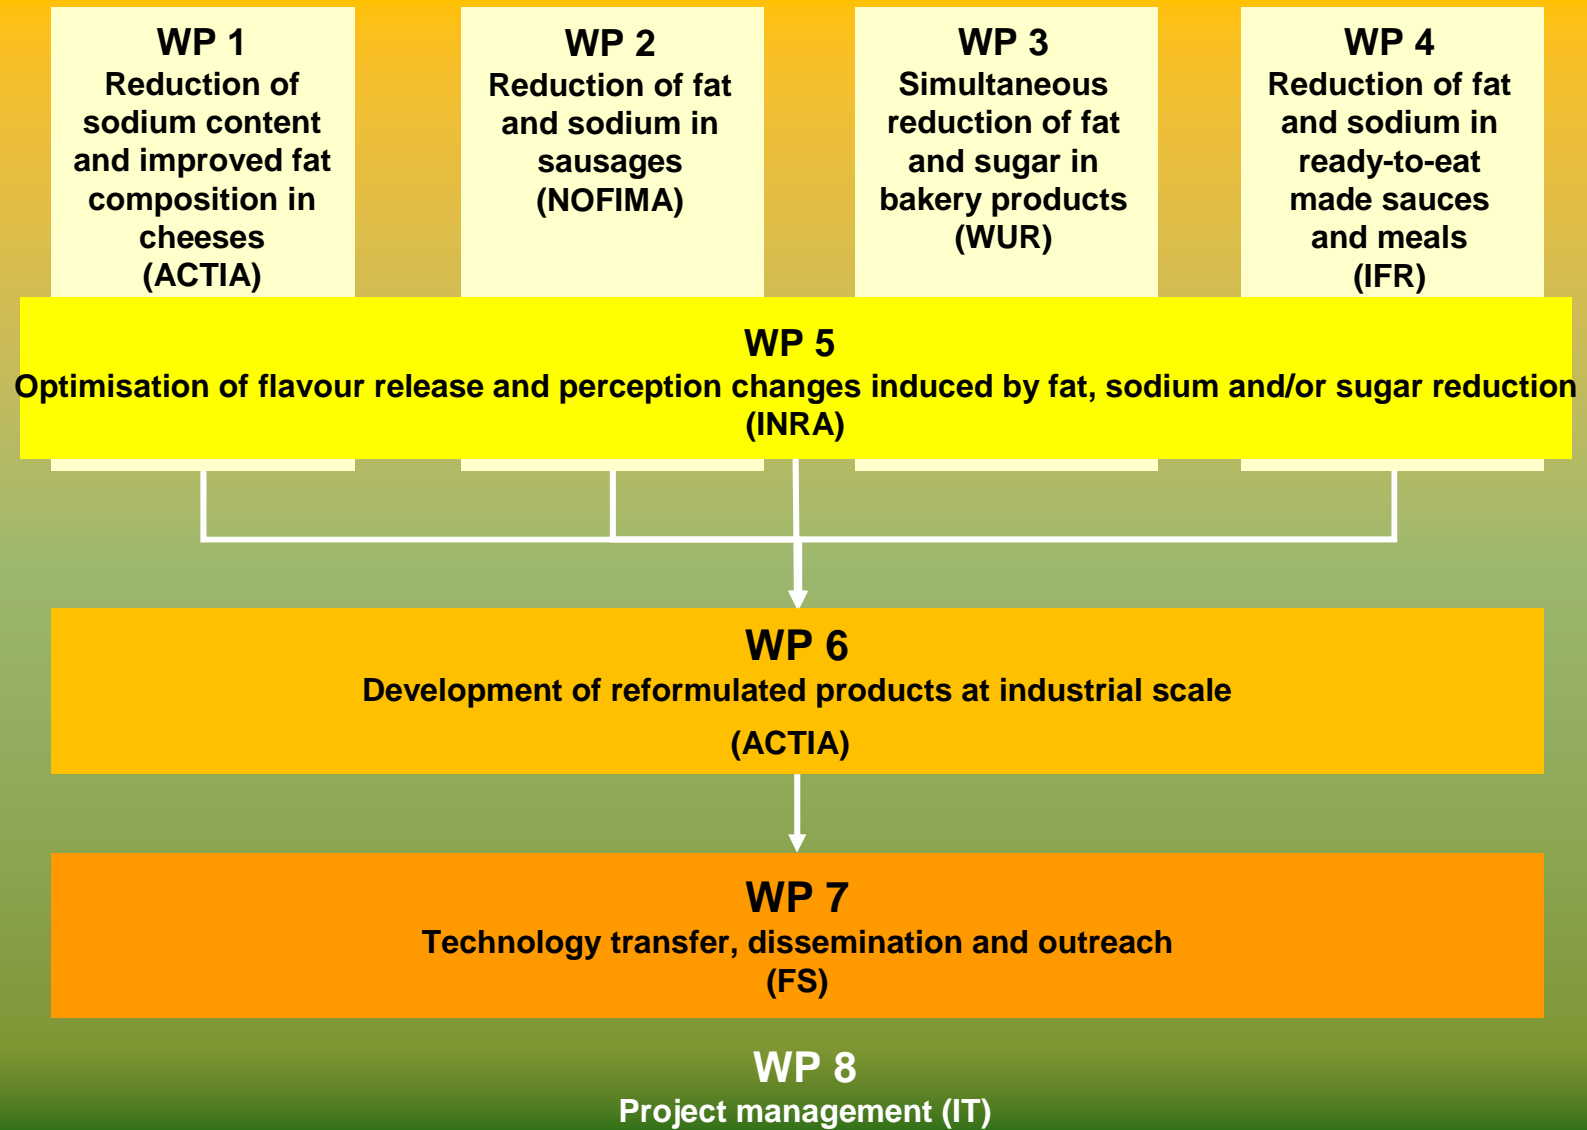 WP 1
Reduction of
sodium content
and improved fat
composition in
cheeses
(ACTIA)
WP 2
Reduction of fat
and sodium in
sausages
(NOFIMA)
WP 3
Simultaneous
reduction of fat
and sugar in
bakery products
(WUR)
WP 4
Reduction of fat
and sodium in
ready-to-eat
made sauces
and meals
(IFR)
WP 5
Optimisation of flavour release and perception changes induced by fat, sodium and/or sugar reduction
(INRA)
WP 6
Development of reformulated products at industrial scale
(ACTIA)
WP 7
Technology transfer, dissemination and outreach
(FS)
WP 8
Project management (IT)